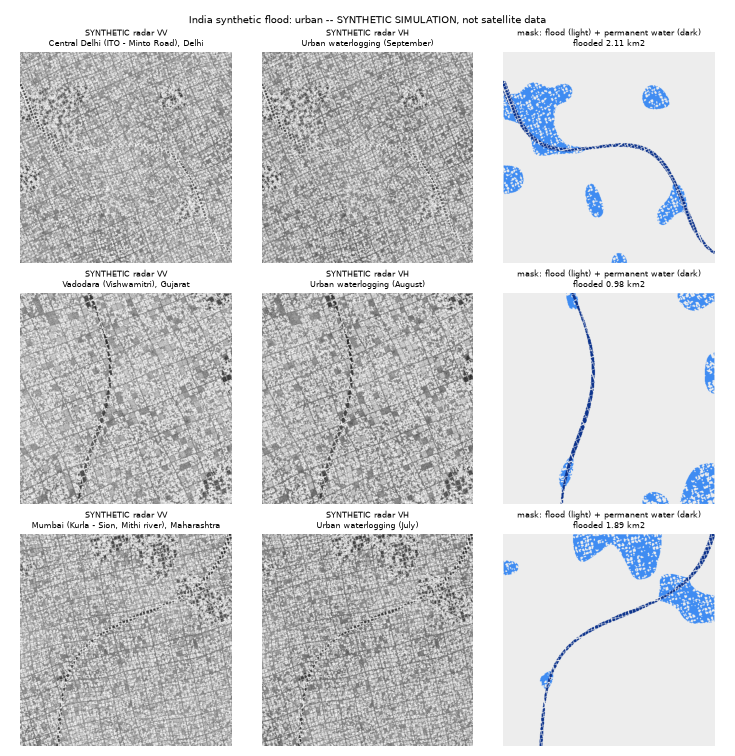 India synthetic flood: urban -- SYNTHETIC SIMULATION, not satellite data
SYNTHETIC radar VV
Central Delhi (ITO - Minto Road), Delhi
SYNTHETIC radar VH
Urban waterlogging (September)
mask: flood (light) + permanent water (dark)
flooded 2.11 km2
SYNTHETIC radar VV
Vadodara (Vishwamitri), Gujarat
SYNTHETIC radar VH
Urban waterlogging (August)
mask: flood (light) + permanent water (dark)
flooded 0.98 km2
SYNTHETIC radar VV
Mumbai (Kurla - Sion, Mithi river), Maharashtra
SYNTHETIC radar VH
Urban waterlogging (July)
mask: flood (light) + permanent water (dark)
flooded 1.89 km2